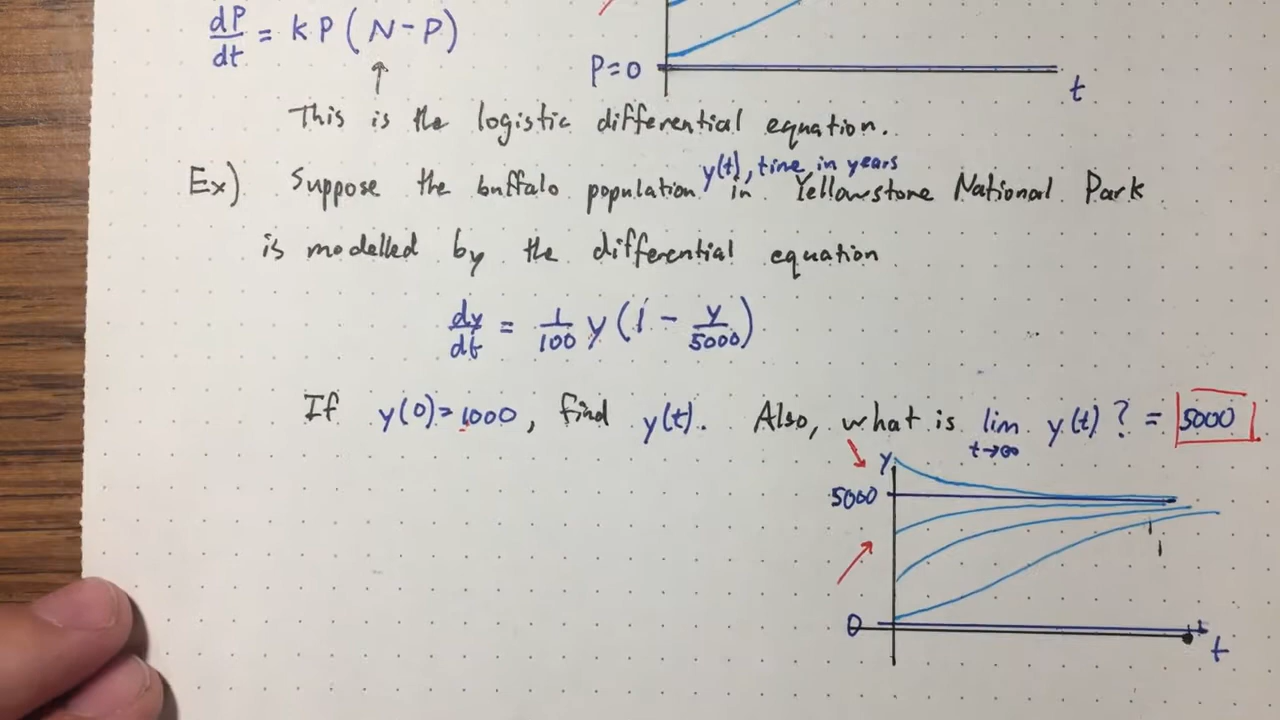 dP/dt = kP(N-P)
P=0
t
This is the logistic differential equation.
y(t), time in years
Ex) Suppose the buffalo population in Yellowstone National Park
is modelled by the differential equation
dy/dt = 1/100 y (1 - y/5000)
If y(0)=1000, find y(t). Also, what is lim t→∞ y(t)? = 5000
y
5000
0
t